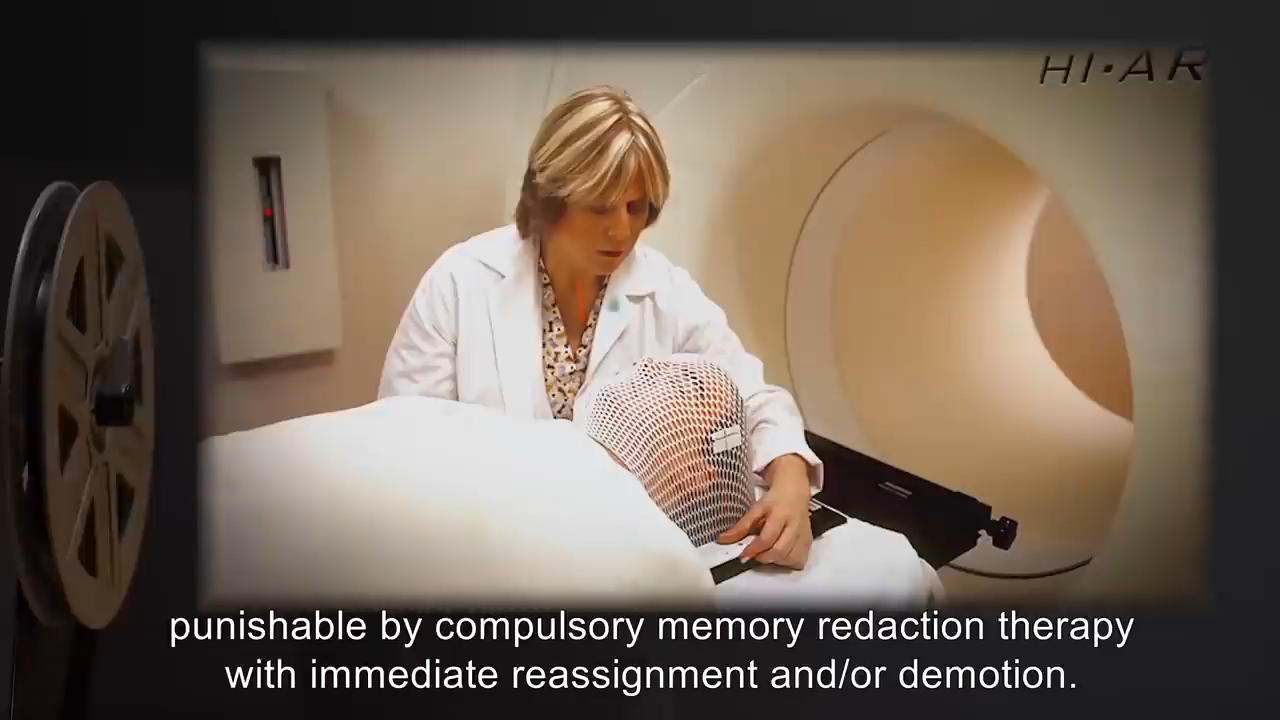 HI·AR
punishable by compulsory memory redaction therapy
with immediate reassignment and/or demotion.